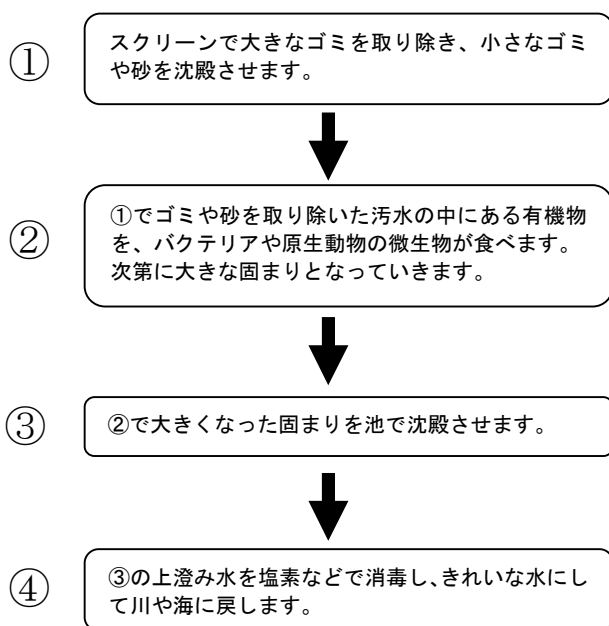 ①
スクリーンで大きなゴミを取り除き、小さなゴミ
や砂を沈殿させます。
②
①でゴミや砂を取り除いた汚水の中にある有機物
を、バクテリアや原生動物の微生物が食べます。
次第に大きな固まりとなっていきます。
③
②で大きくなった固まりを池で沈殿させます。
④
③の上澄み水を塩素などで消毒し、きれいな水にし
て川や海に戻します。